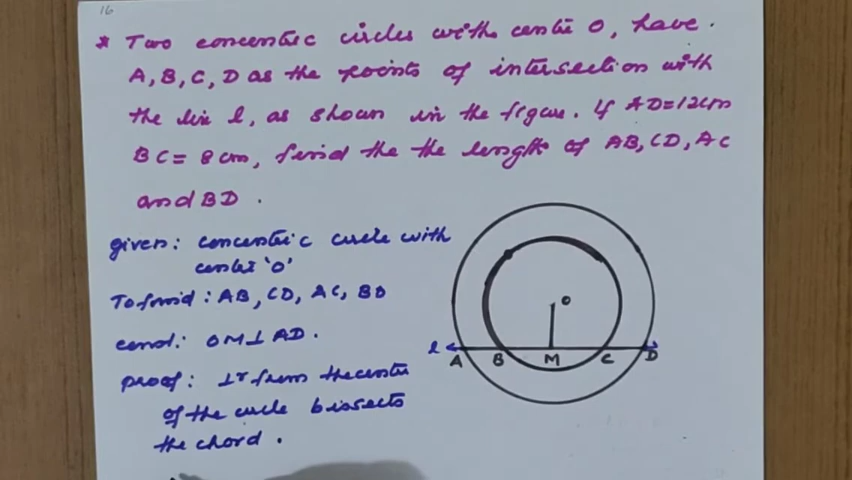 16
* Two concentric circles with centre O, have
A, B, C, D as the points of intersection with
the line l, as shown in the figure. If AD=12cm
BC = 8cm, find the the length of AB, CD, AC
and BD.
given: concentric circle with
centre 'O'
To find: AB, CD, AC, BD
const: OM⊥AD.
proof: ⊥r from the centre
of the circle bissects
the chord.
O
l A B M C D